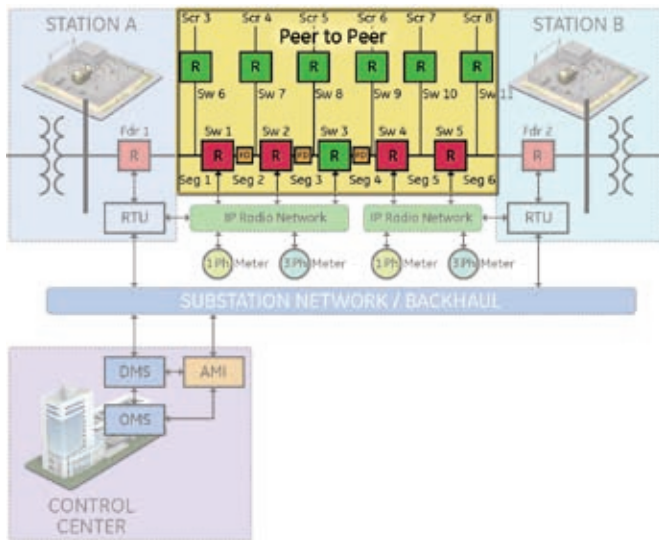 STATION A
Scr 3 Scr 4 Scr 5 Scr 6 Scr 7 Scr 8
STATION B
Peer to Peer
R R R R R R
Sw 6 Sw 7 Sw 8 Sw 9 Sw 10 Sw 11
Fdr 1 Sw 1 Sw 2 Sw 3 Sw 4 Sw 5 Fdr 2
R R R R R R R
Seg 1 Seg 2 Seg 3 Seg 4 Seg 5 Seg 6
RTU IP Radio Network IP Radio Network RTU
1 Ph Meter 3 Ph Meter 1 Ph Meter 3 Ph Meter
SUBSTATION NETWORK / BACKHAUL
DMS AMI
OMS
CONTROL
CENTER